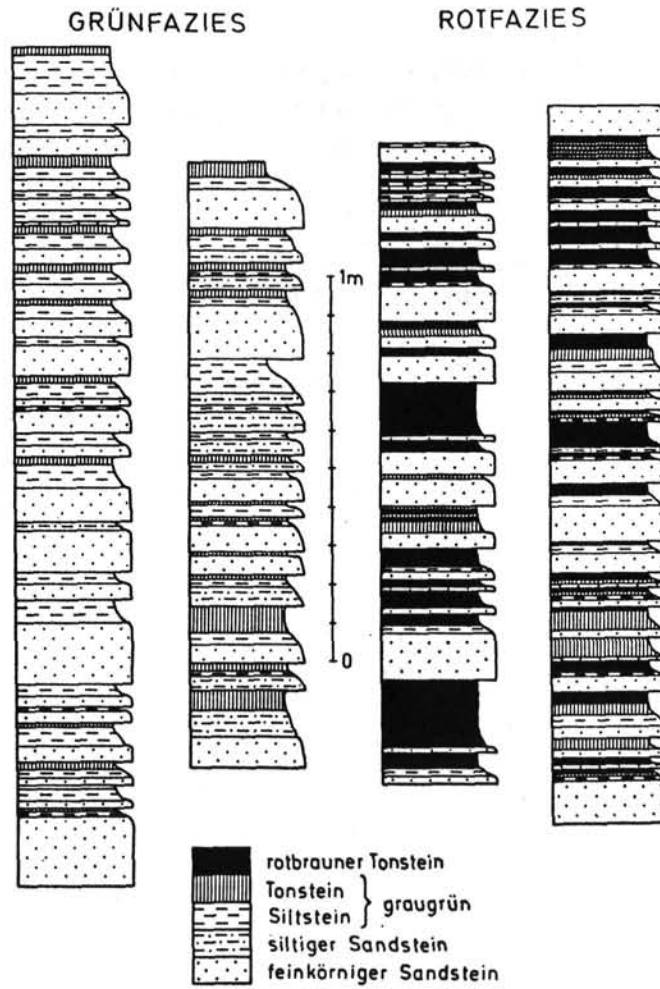 GRÜNFAZIES
ROTFAZIES
1m
0
rotbrauner Tonstein
Tonstein
Siltstein
graugrün
siltiger Sandstein
feinkörniger Sandstein